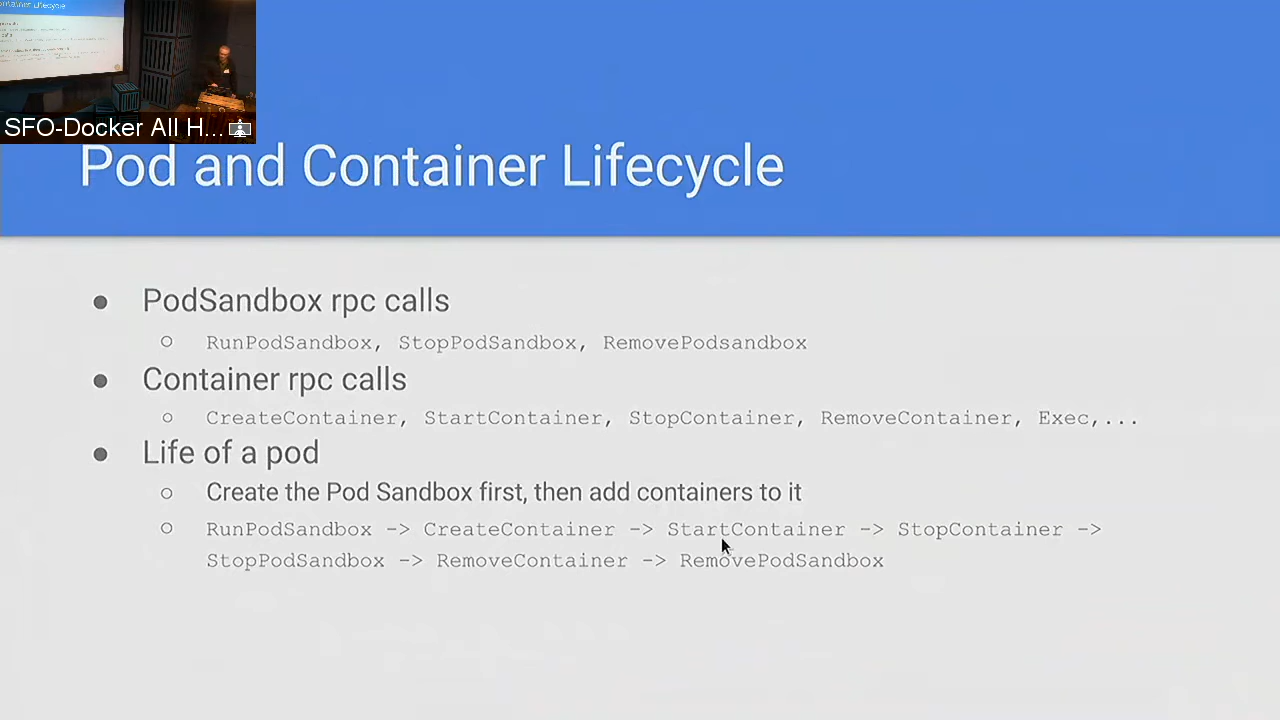 ontainer Lifecycle
SFO-Docker All H...
Pod and Container Lifecycle
● PodSandbox rpc calls
○ RunPodSandbox, StopPodSandbox, RemovePodsandbox
● Container rpc calls
○ CreateContainer, StartContainer, StopContainer, RemoveContainer, Exec,...
● Life of a pod
○ Create the Pod Sandbox first, then add containers to it
○ RunPodSandbox -> CreateContainer -> StartContainer -> StopContainer ->
StopPodSandbox -> RemoveContainer -> RemovePodSandbox